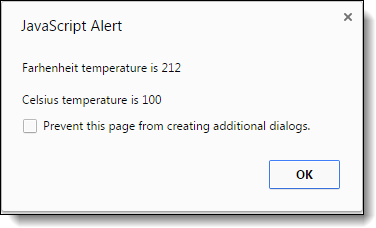 JavaScript Alert
Farhenheit temperature is 212
Celsius temperature is 100
Prevent this page from creating additional dialogs.
OK